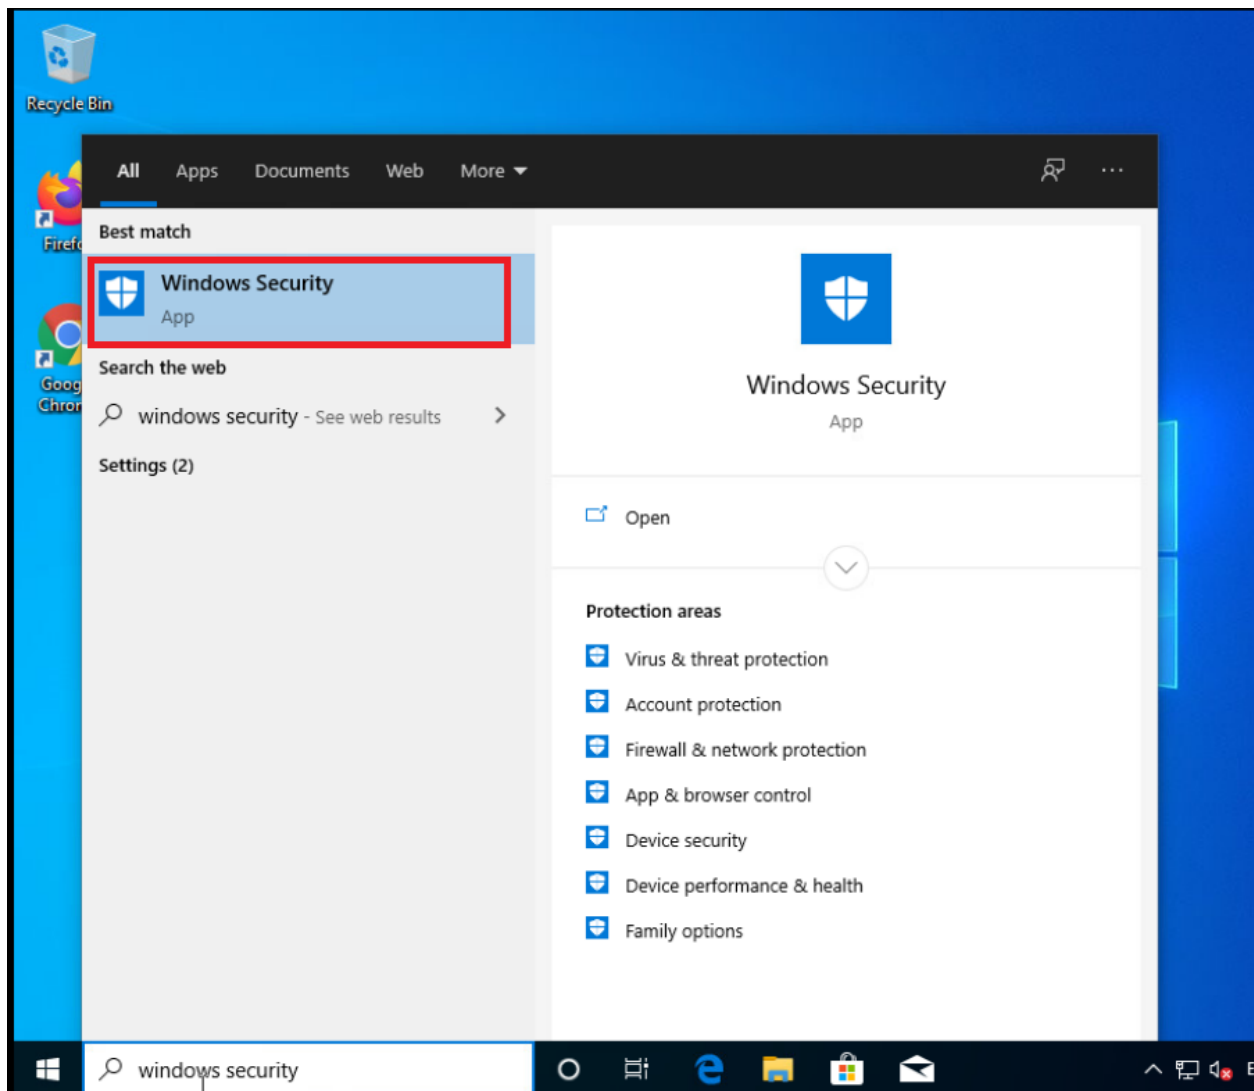 Recycle Bin
All Apps Documents Web More
Best match
Windows Security
App
Search the web
windows security - See web results
Settings (2)
Windows Security
App
Open
Protection areas
Virus & threat protection
Account protection
Firewall & network protection
App & browser control
Device security
Device performance & health
Family options
windows security